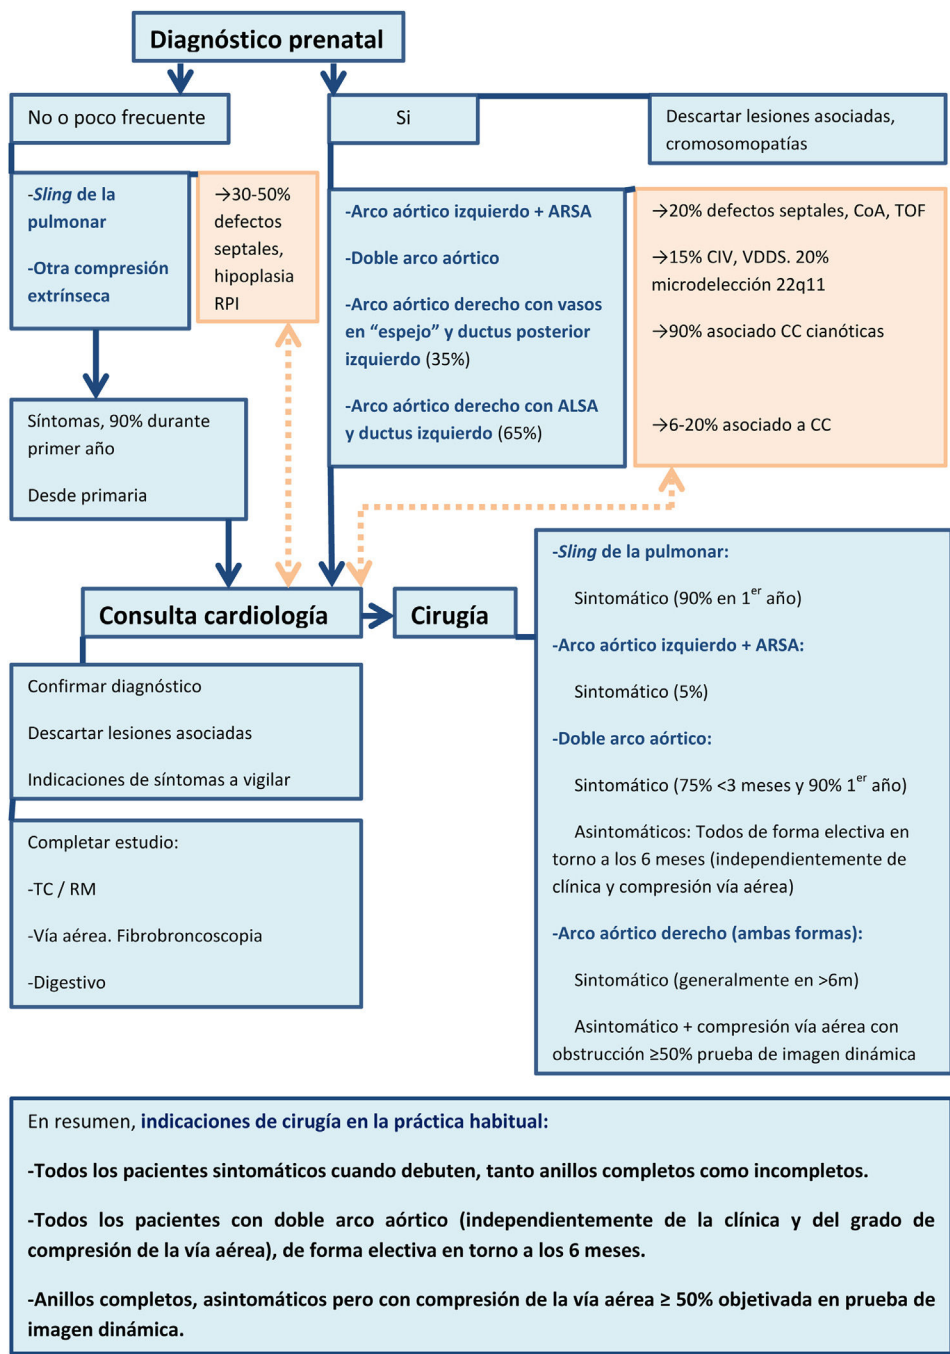 Diagnóstico prenatal
No o poco frecuente
Si
Descartar lesiones asociadas,
cromosomopatías
-Sling de la
pulmonar
-Otra compresión
extrínseca
→30-50%
defectos
septales,
hipoplasia
RPI
-Arco aórtico izquierdo + ARSA
-Doble arco aórtico
-Arco aórtico derecho con vasos
en “espejo” y ductus posterior
izquierdo (35%)
-Arco aórtico derecho con ALSA
y ductus izquierdo (65%)
→20% defectos septales, CoA, TOF
→15% CIV, VDDS. 20%
microdelección 22q11
→90% asociado CC cianóticas
→6-20% asociado a CC
Síntomas, 90% durante
primer año
Desde primaria
Consulta cardiología
Cirugía
Confirmar diagnóstico
Descartar lesiones asociadas
Indicaciones de síntomas a vigilar
Completar estudio:
-TC / RM
-Vía aérea. Fibrobroncoscopia
-Digestivo
-Sling de la pulmonar:
Sintomático (90% en 1er año)
-Arco aórtico izquierdo + ARSA:
Sintomático (5%)
-Doble arco aórtico:
Sintomático (75% <3 meses y 90% 1er año)
Asintomáticos: Todos de forma electiva en
torno a los 6 meses (independientemente de
clínica y compresión vía aérea)
-Arco aórtico derecho (ambas formas):
Sintomático (generalmente en >6m)
Asintomático + compresión vía aérea con
obstrucción ≥50% prueba de imagen dinámica
En resumen, indicaciones de cirugía en la práctica habitual:
-Todos los pacientes sintomáticos cuando debuten, tanto anillos completos como incompletos.
-Todos los pacientes con doble arco aórtico (independientemente de la clínica y del grado de
compresión de la vía aérea), de forma electiva en torno a los 6 meses.
-Anillos completos, asintomáticos pero con compresión de la vía aérea ≥ 50% objetivada en prueba de
imagen dinámica.